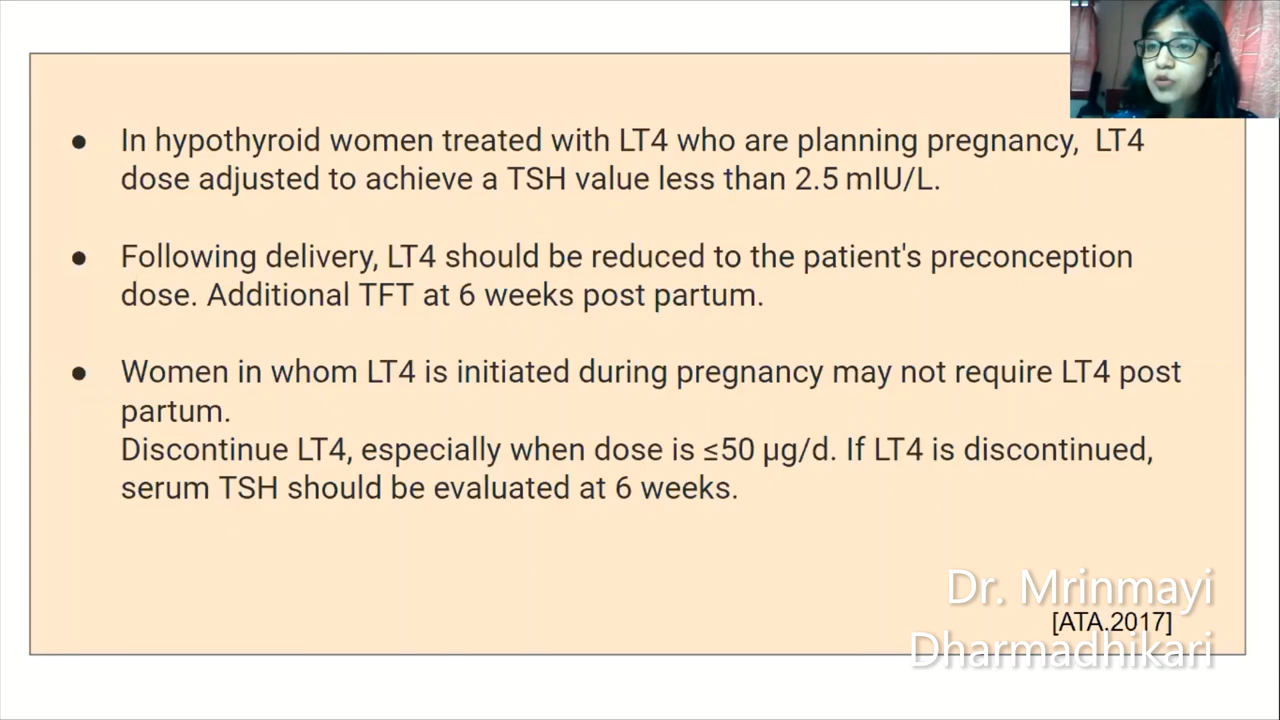 ● In hypothyroid women treated with LT4 who are planning pregnancy, LT4
dose adjusted to achieve a TSH value less than 2.5 mIU/L.
● Following delivery, LT4 should be reduced to the patient's preconception
dose. Additional TFT at 6 weeks post partum.
● Women in whom LT4 is initiated during pregnancy may not require LT4 post
partum.
Discontinue LT4, especially when dose is ≤50 μg/d. If LT4 is discontinued,
serum TSH should be evaluated at 6 weeks.
Dr. Mrinmayi
[ATA.2017]
Dharmadhikari